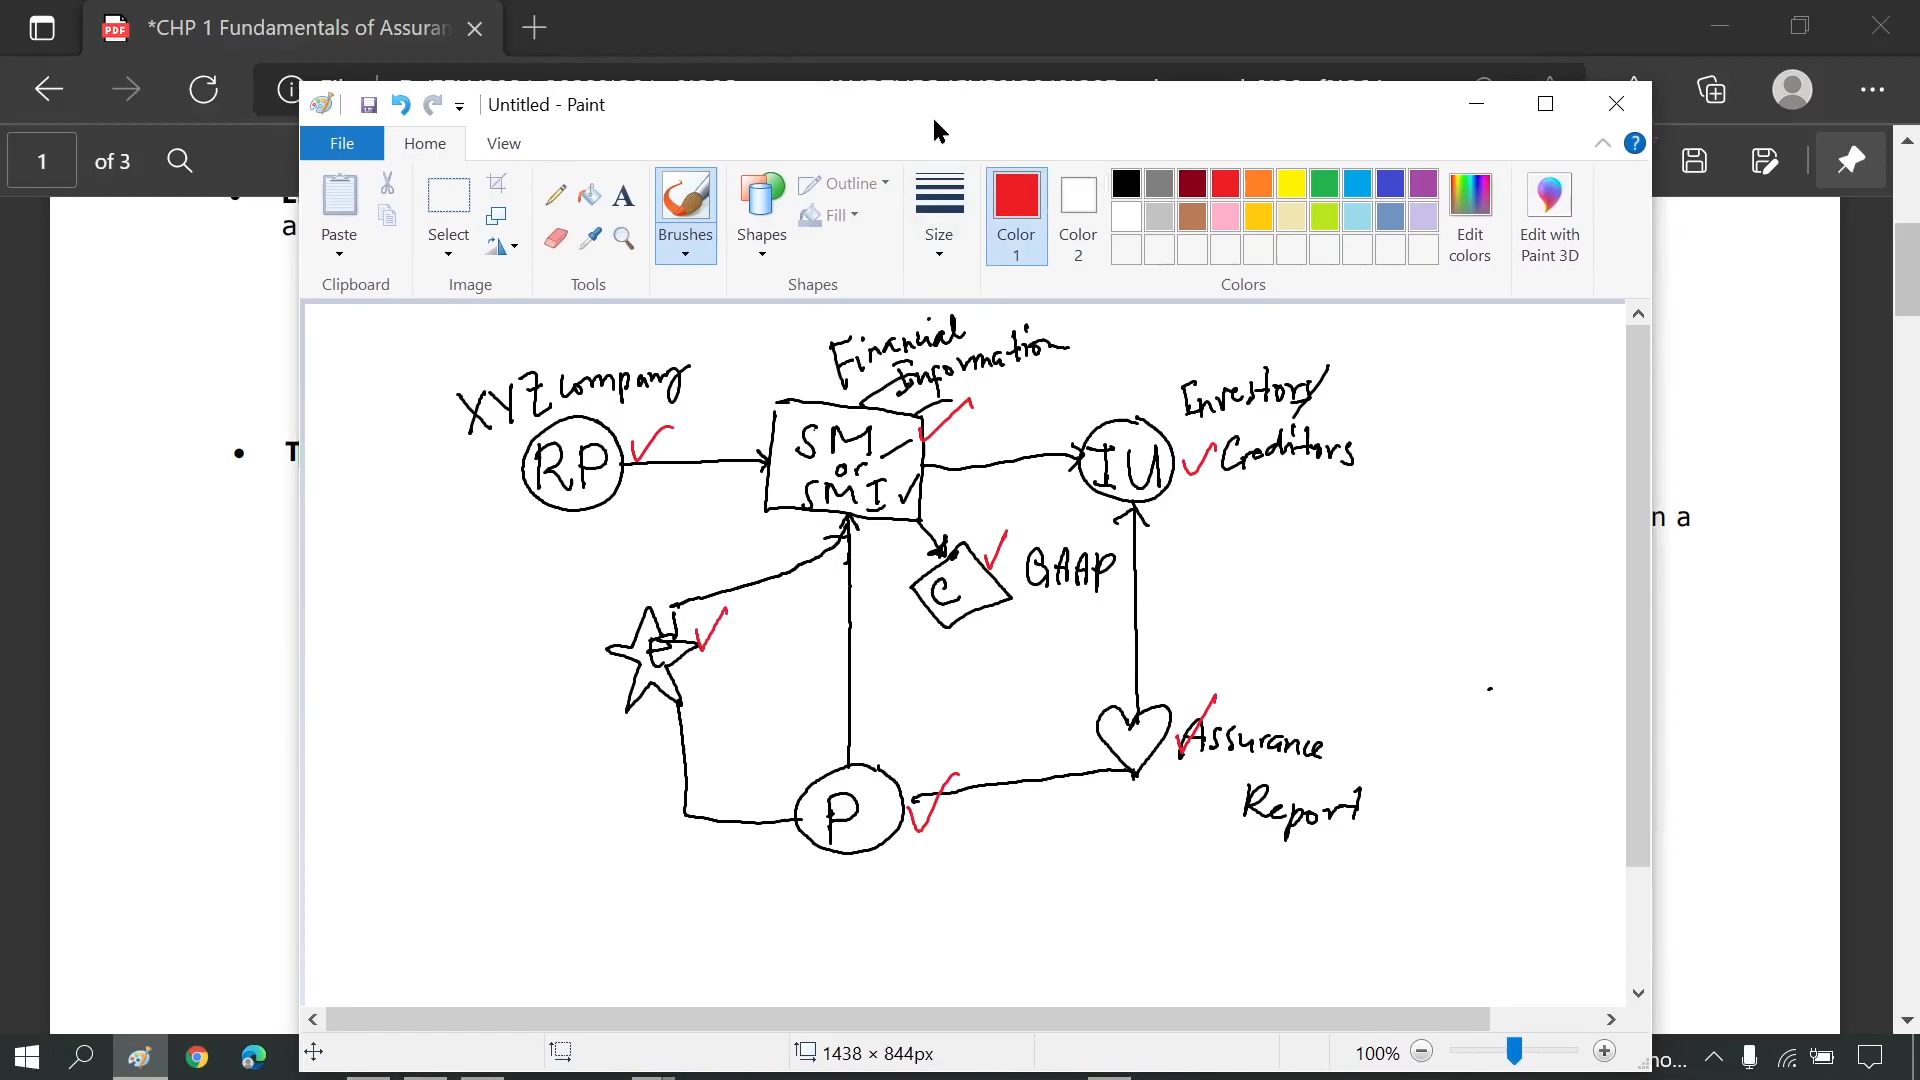 *CHP 1 Fundamentals of Assuran
1 of 3
Untitled - Paint
File Home View
Paste
Select
Brushes
Shapes
Outline
Fill
Size
Color 1
Color 2
Edit colors
Edit with Paint 3D
Clipboard Image Tools Shapes Colors
a
T
n a
XYZ company
Financial
Information
Investors/
Creditors
RP
SM
or
SMI
IU
C
GAAP
E
P
Assurance
Report
1438 × 844px
100%